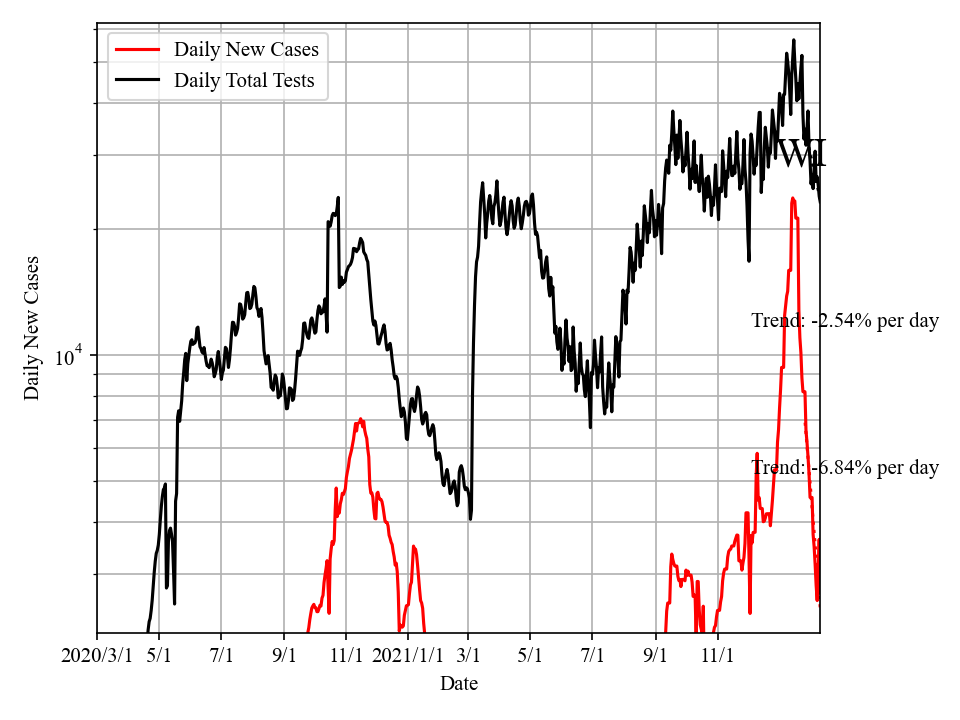 Daily New Cases
Daily Total Tests
WI
Trend: -2.54% per day
Trend: -6.84% per day
Daily New Cases
10^4
2020/3/1 5/1 7/1 9/1 11/1 2021/1/1 3/1 5/1 7/1 9/1 11/1
Date